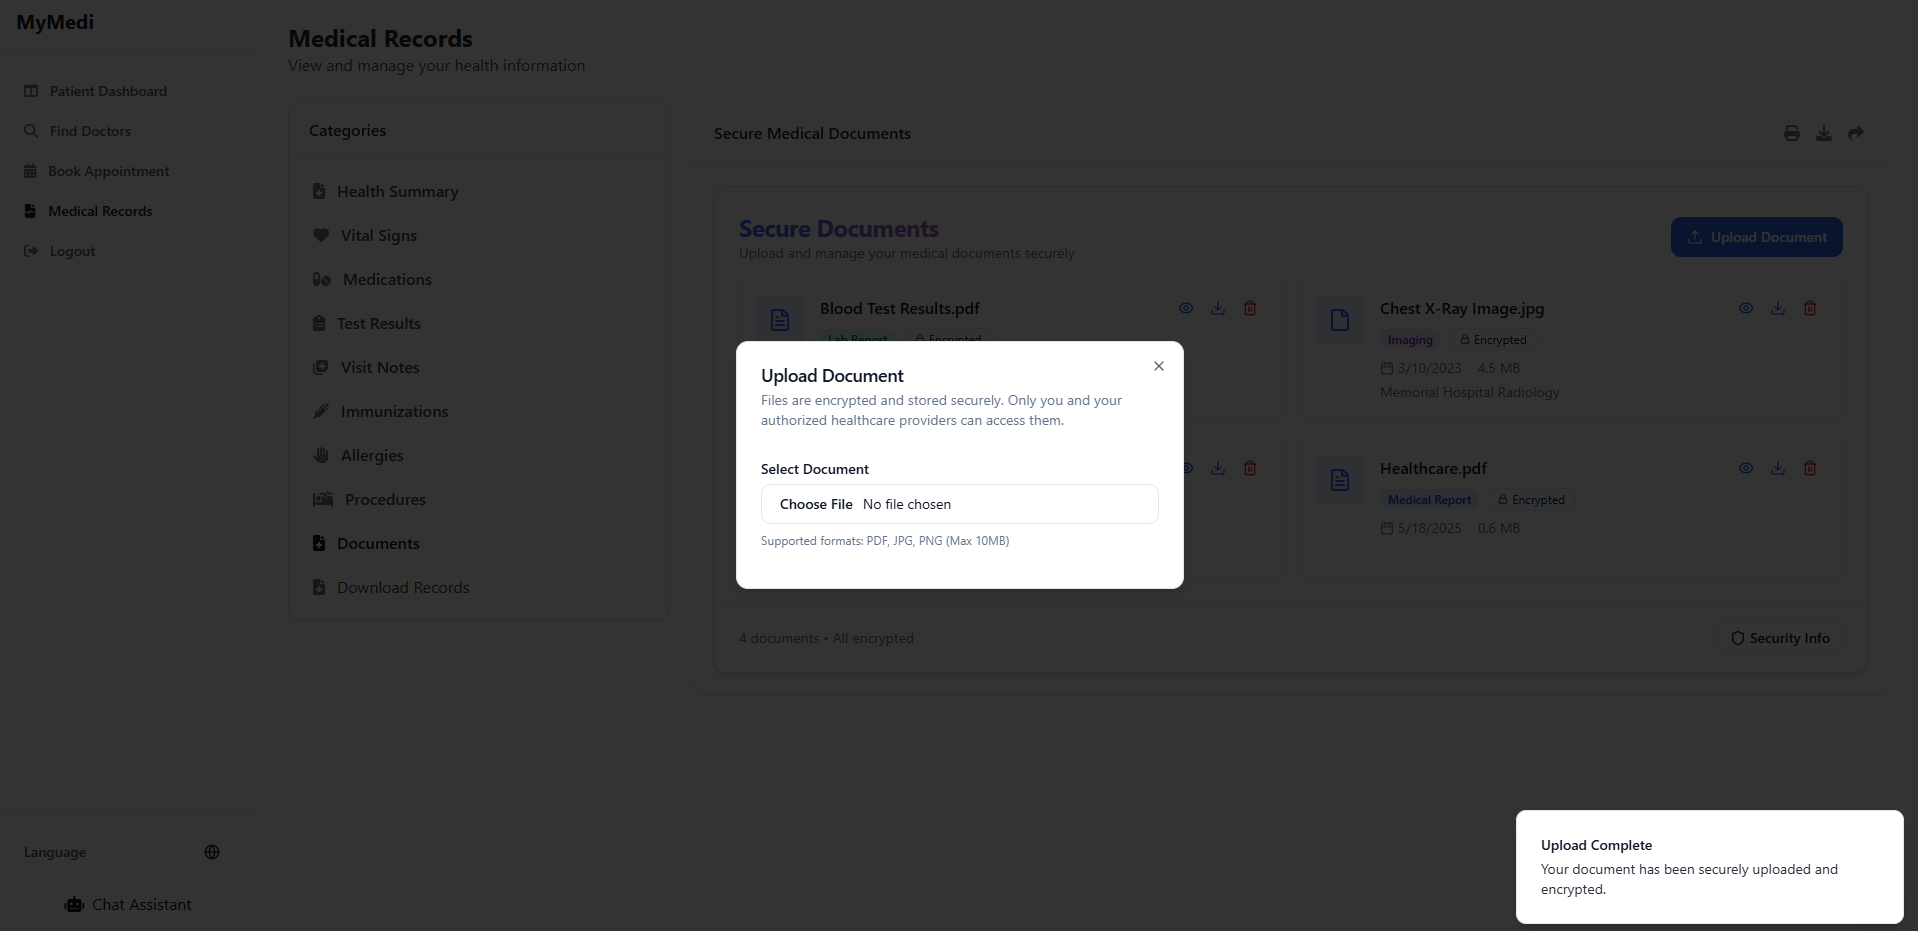 MyMedi
Patient Dashboard
Find Doctors
Book Appointment
Medical Records
Logout
Language
Chat Assistant
Medical Records
View and manage your health information
Categories
Health Summary
Vital Signs
Medications
Test Results
Visit Notes
Immunizations
Allergies
Procedures
Documents
Download Records
Secure Medical Documents
Secure Documents
Upload and manage your medical documents securely
Upload Document
Blood Test Results.pdf
Lab Report Encrypted
Chest X-Ray Image.jpg
Imaging Encrypted
3/10/2023 4.5 MB
Memorial Hospital Radiology
Healthcare.pdf
Medical Report Encrypted
5/18/2025 0.6 MB
4 documents • All encrypted
Security Info
Upload Document
Files are encrypted and stored securely. Only you and your
authorized healthcare providers can access them.
Select Document
Choose File No file chosen
Supported formats: PDF, JPG, PNG (Max 10MB)
Upload Complete
Your document has been securely uploaded and
encrypted.